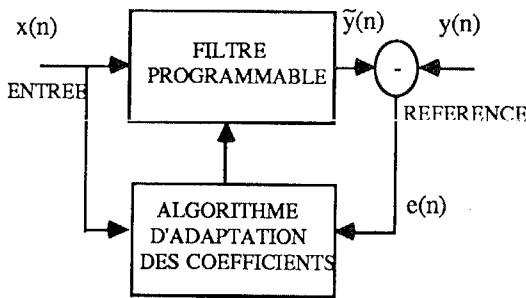 x(n)
FILTRE
PROGRAMMABLE
ỹ(n)
y(n)
-
ENTREE
REFERENCE
ALGORITHME
D'ADAPTATION
DES COEFFICIENTS
e(n)